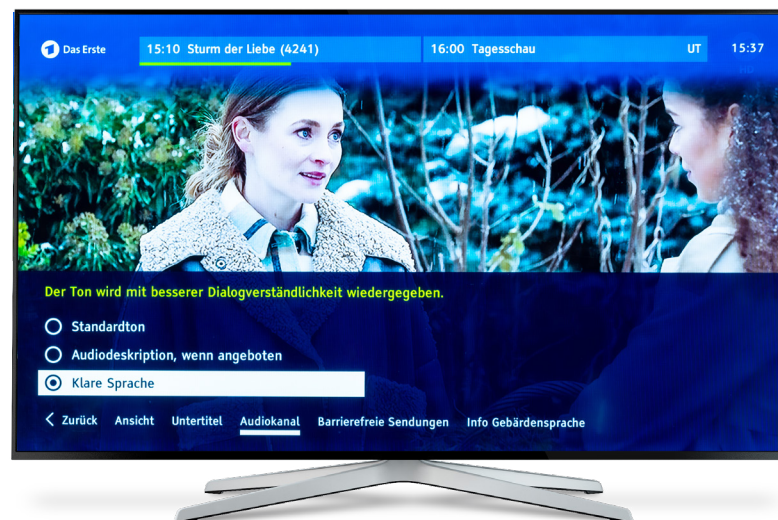 Das Erste
15:10 Sturm der Liebe (4241)
16:00 Tagesschau UT
15:37
Der Ton wird mit besserer Dialogverständlichkeit wiedergegeben.
Standardton
Audiodeskription, wenn angeboten
Klare Sprache
Zurück Ansicht Untertitel Audiokanal Barrierefreie Sendungen Info Gebärdensprache